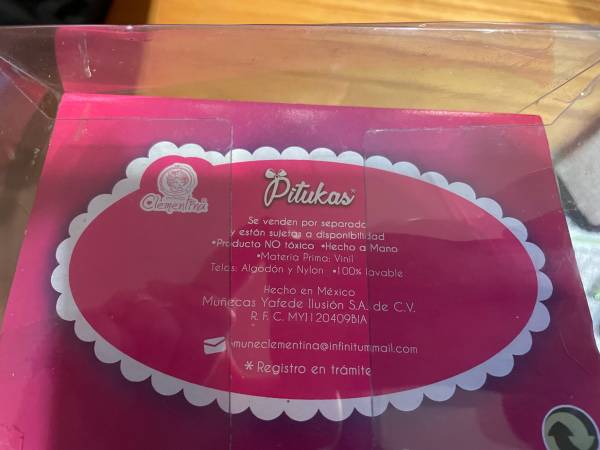 Clementina
Pitukas*
Se venden por separado
y están sujetas a disponibilidad
•Producto NO tóxico •Hecho a Mano
•Materia Prima: Vinil
Telas: Algodón y Nylon •100% lavable
Hecho en México
Muñecas Yafede Ilusión S.A. de C.V.
R. F. C. MYI120409BIA
muneclementina@infinitummail.com
* Registro en trámite